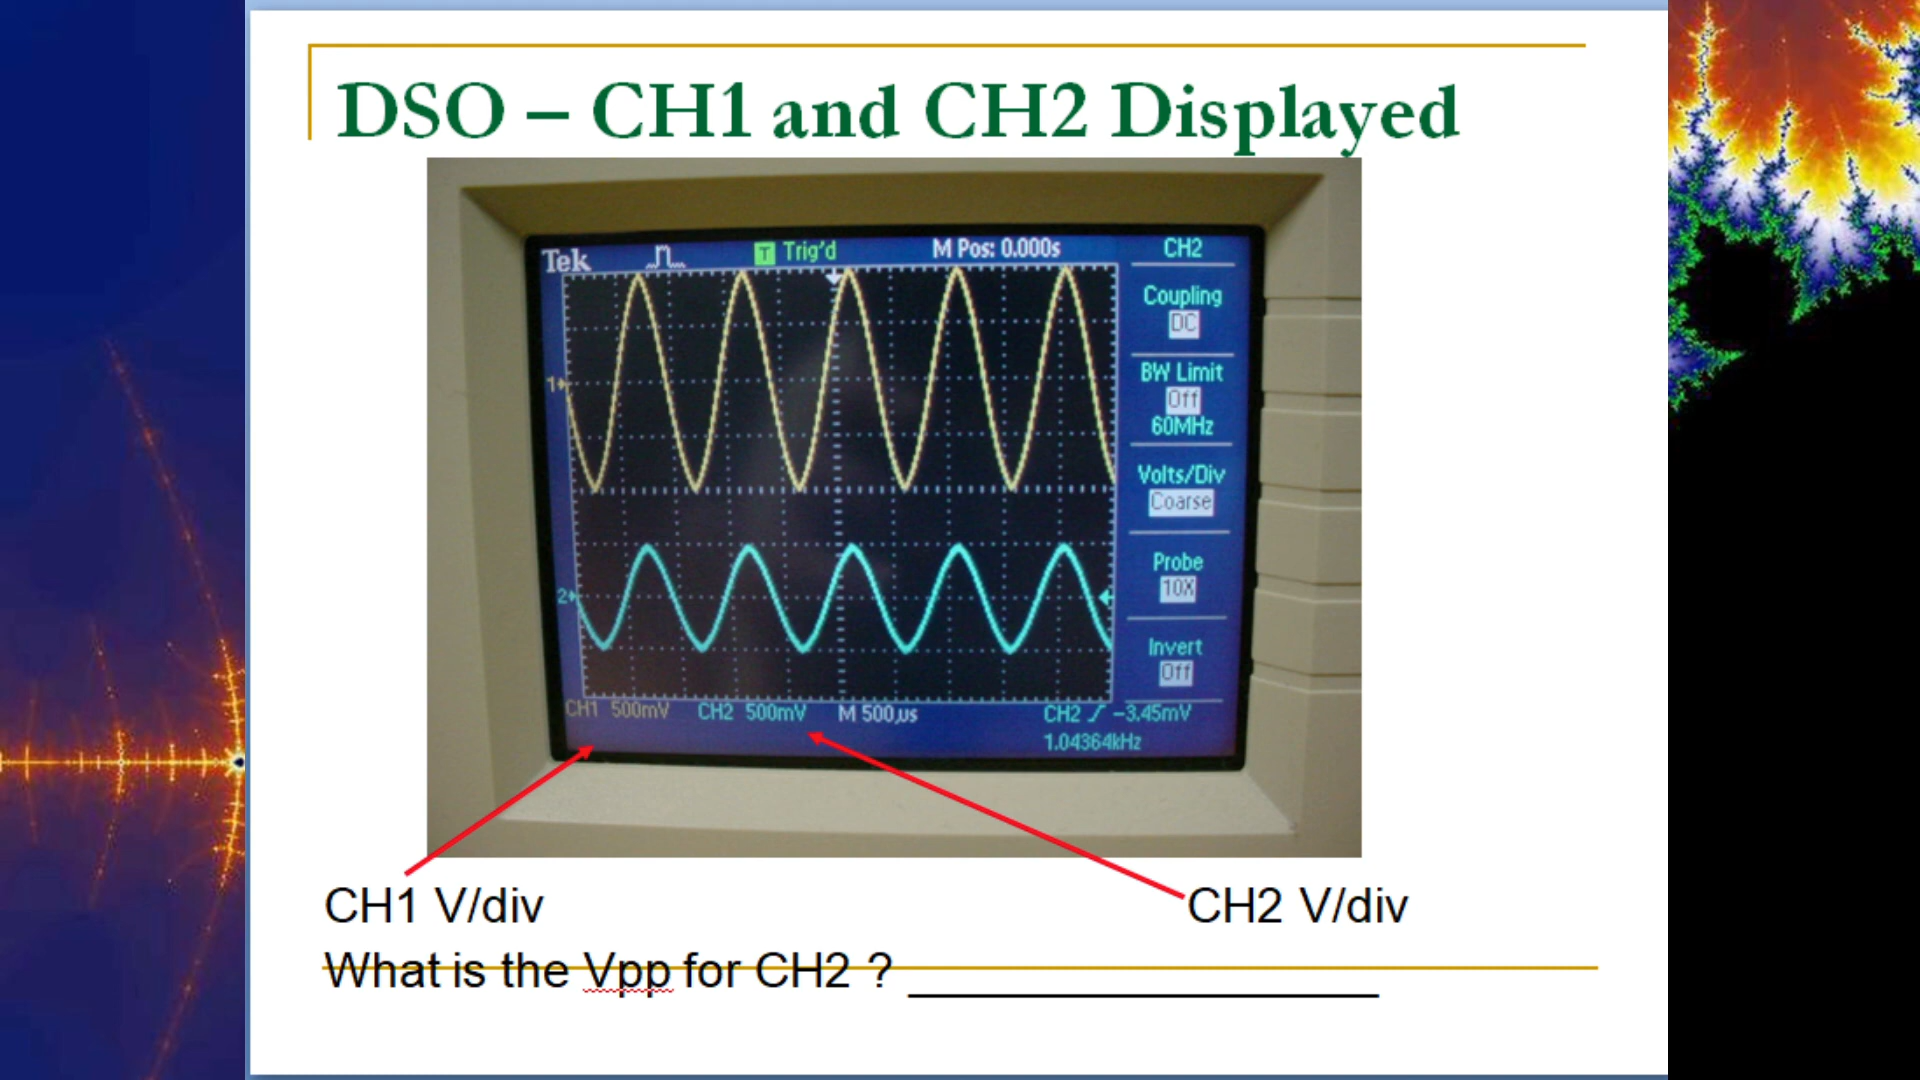 DSO – CH1 and CH2 Displayed
Tek T Trig'd M Pos: 0.000s CH2
Coupling
DC
1
BW Limit
Off
60MHz
Volts/Div
Coarse
Probe
10X
2
Invert
Off
CH1 500mV CH2 500mV M 500µs CH2 -3.45mV
1.04364kHz
CH1 V/div CH2 V/div
What is the Vpp for CH2 ?